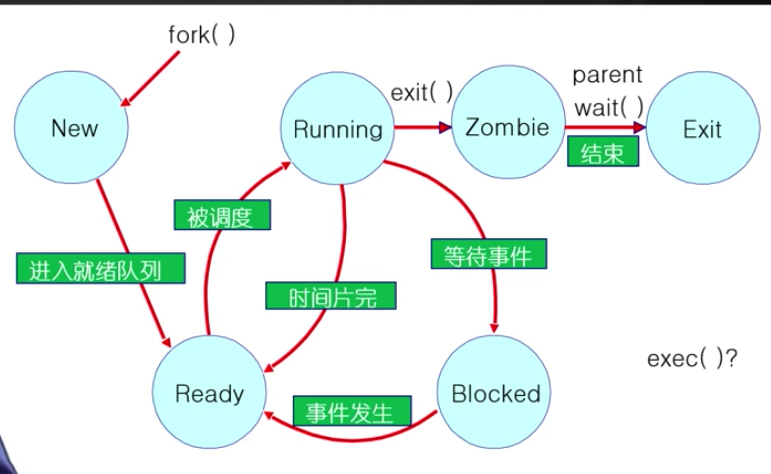 fork( )
New
Running
exit( )
Zombie
parent
wait( )
Exit
结束
被调度
进入就绪队列
等待事件
时间片完
exec( )?
Ready
Blocked
事件发生